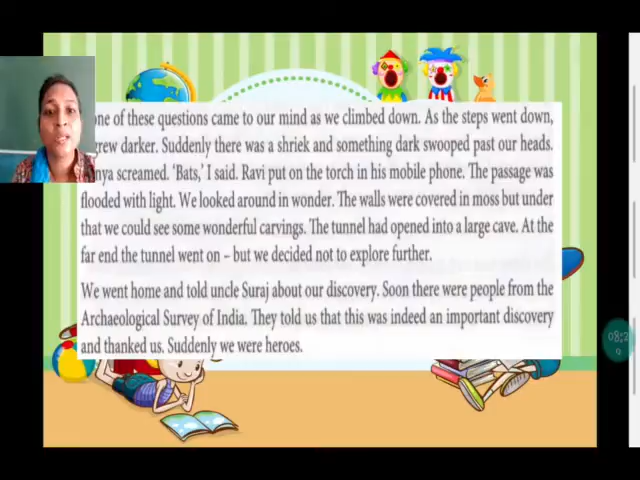 one of these questions came to our mind as we climbed down. As the steps went down,
grew darker. Suddenly there was a shriek and something dark swooped past our heads.
nya screamed. 'Bats,' I said. Ravi put on the torch in his mobile phone. The passage was
flooded with light. We looked around in wonder. The walls were covered in moss but under
that we could see some wonderful carvings. The tunnel had opened into a large cave. At the
far end the tunnel went on – but we decided not to explore further.
We went home and told uncle Suraj about our discovery. Soon there were people from the
Archaeological Survey of India. They told us that this was indeed an important discovery
and thanked us. Suddenly we were heroes.